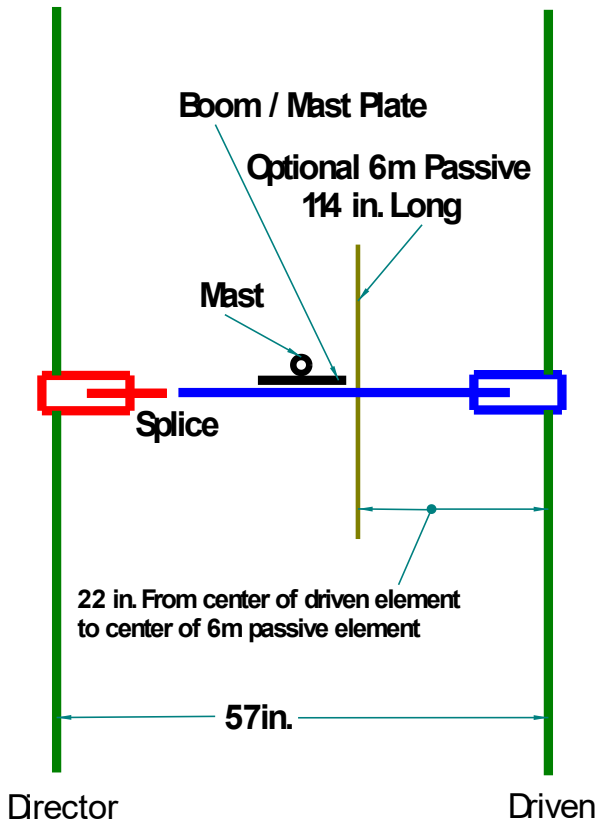 Boom / Mast Plate
Optional 6m Passive
114 in. Long
Mast
Splice
22 in. From center of driven element
to center of 6m passive element
57in.
Director
Driven